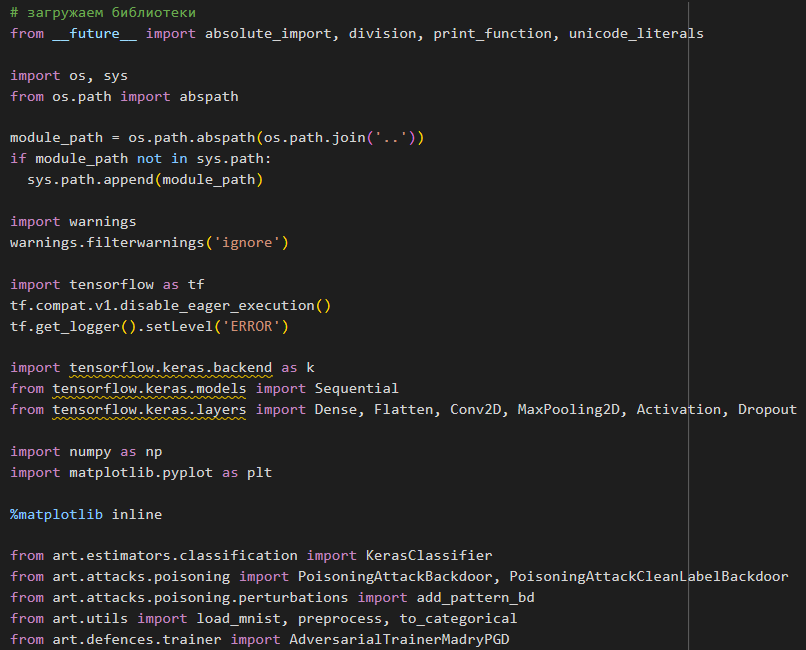 # загружаем библиотеки
from __future__ import absolute_import, division, print_function, unicode_literals
import os, sys
from os.path import abspath
module_path = os.path.abspath(os.path.join('..'))
if module_path not in sys.path:
  sys.path.append(module_path)
import warnings
warnings.filterwarnings('ignore')
import tensorflow as tf
tf.compat.v1.disable_eager_execution()
tf.get_logger().setLevel('ERROR')
import tensorflow.keras.backend as k
from tensorflow.keras.models import Sequential
from tensorflow.keras.layers import Dense, Flatten, Conv2D, MaxPooling2D, Activation, Dropout
import numpy as np
import matplotlib.pyplot as plt
%matplotlib inline
from art.estimators.classification import KerasClassifier
from art.attacks.poisoning import PoisoningAttackBackdoor, PoisoningAttackCleanLabelBackdoor
from art.attacks.poisoning.perturbations import add_pattern_bd
from art.utils import load_mnist, preprocess, to_categorical
from art.defences.trainer import AdversarialTrainerMadryPGD